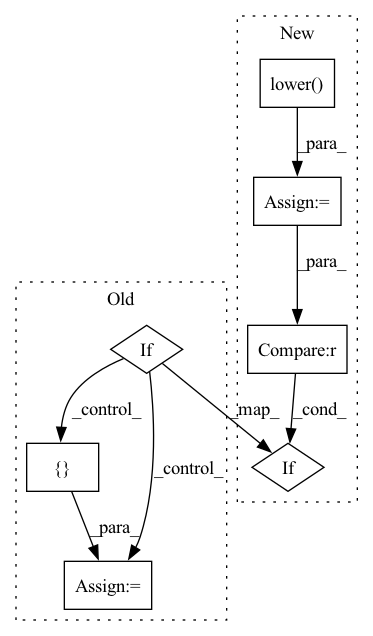 New
lower()
_para_
Assign:=
_para_
Old
If
Compare:r
_control_
_control_
_map_
_cond_
{}
If
_para_
Assign:=